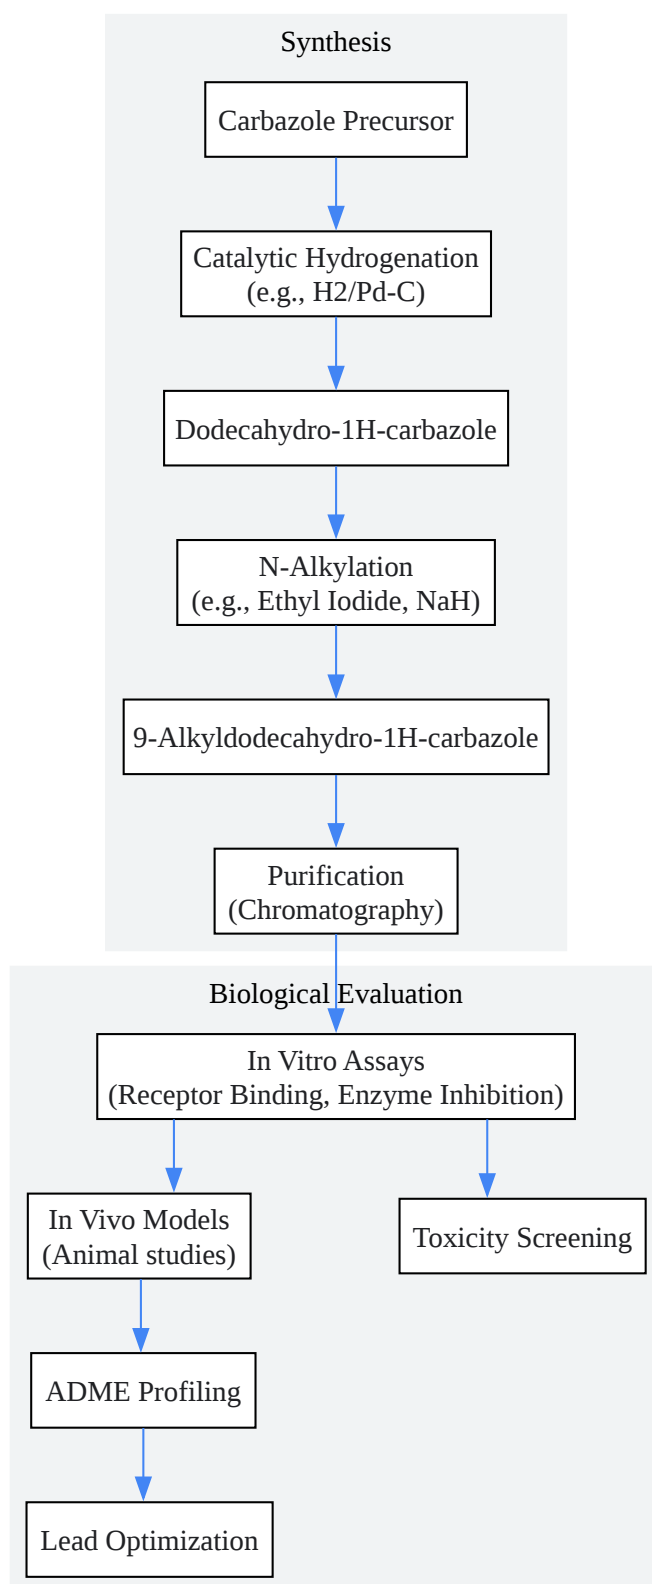 Synthesis
Carbazole Precursor
Catalytic Hydrogenation
(e.g., H2/Pd-C)
Dodecahydro-1H-carbazole
N-Alkylation
(e.g., Ethyl Iodide, NaH)
9-Alkyldodecahydro-1H-carbazole
Purification
(Chromatography)
Biological Evaluation
In Vitro Assays
(Receptor Binding, Enzyme Inhibition)
In Vivo Models
(Animal studies)
Toxicity Screening
ADME Profiling
Lead Optimization